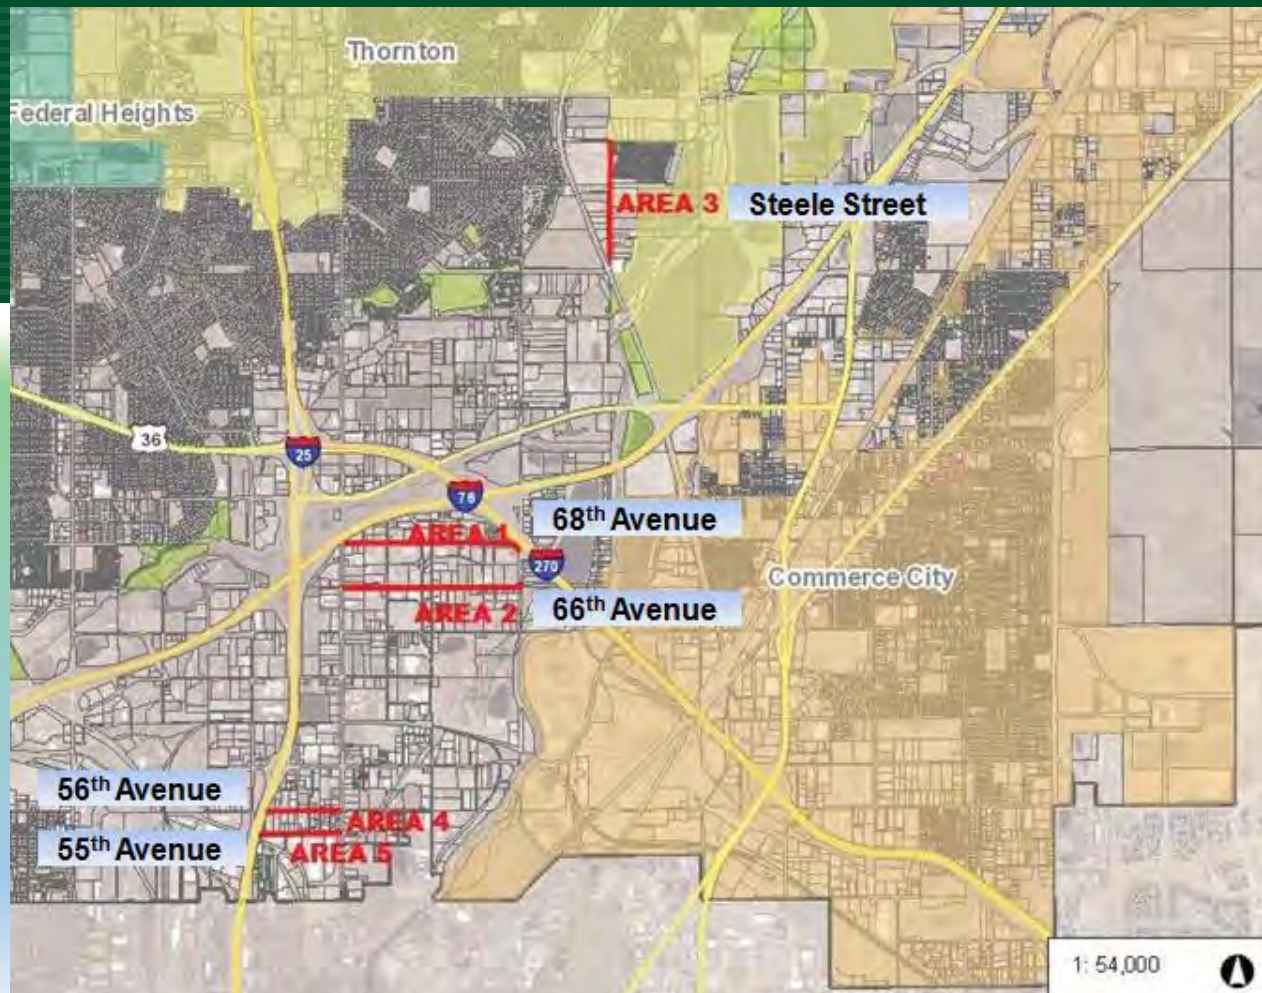 Thornton
Federal Heights
AREA 3
Steele Street
36
25
76
68th Avenue
AREA 1
270
Commerce City
66th Avenue
AREA 2
56th Avenue
AREA 4
55th Avenue
AREA 5
1: 54,000